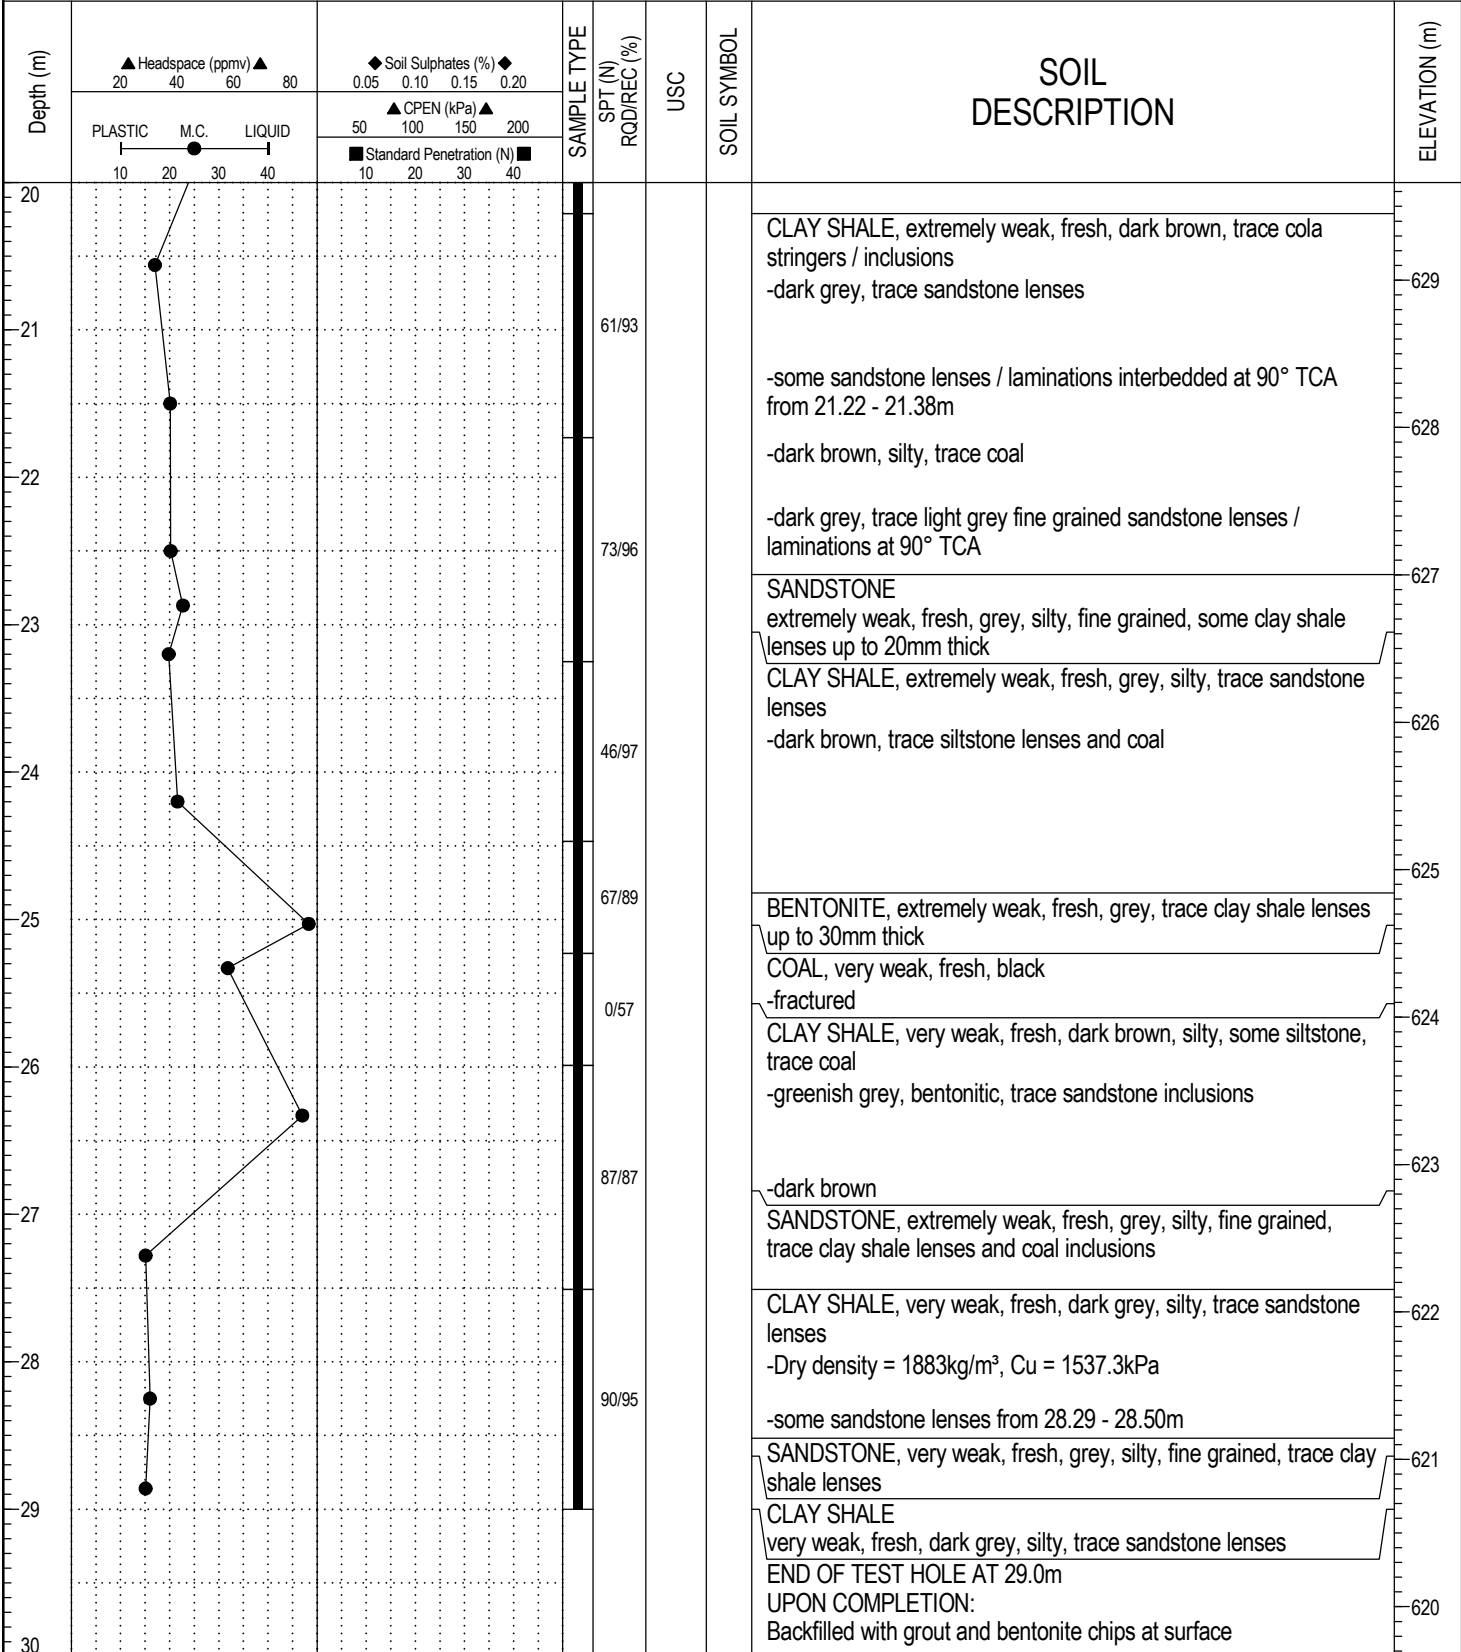 Depth (m)
▲ Headspace (ppmv) ▲
20 40 60 80
PLASTIC M.C. LIQUID
10 20 30 40
◆ Soil Sulphates (%) ◆
0.05 0.10 0.15 0.20
▲ CPEN (kPa) ▲
50 100 150 200
■ Standard Penetration (N) ■
10 20 30 40
SAMPLE TYPE
SPT (N)
RQD/REC (%)
USC
SOIL SYMBOL
SOIL
DESCRIPTION
ELEVATION (m)
20
CLAY SHALE, extremely weak, fresh, dark brown, trace cola
stringers / inclusions
629
-dark grey, trace sandstone lenses
21
61/93
-some sandstone lenses / laminations interbedded at 90° TCA
from 21.22 - 21.38m
628
-dark brown, silty, trace coal
22
-dark grey, trace light grey fine grained sandstone lenses /
laminations at 90° TCA
73/96
627
SANDSTONE
extremely weak, fresh, grey, silty, fine grained, some clay shale
23
lenses up to 20mm thick
CLAY SHALE, extremely weak, fresh, grey, silty, trace sandstone
lenses
626
-dark brown, trace siltstone lenses and coal
46/97
24
625
67/89
BENTONITE, extremely weak, fresh, grey, trace clay shale lenses
25
up to 30mm thick
COAL, very weak, fresh, black
-fractured
0/57
624
CLAY SHALE, very weak, fresh, dark brown, silty, some siltstone,
trace coal
26
-greenish grey, bentonitic, trace sandstone inclusions
623
87/87
-dark brown
27
SANDSTONE, extremely weak, fresh, grey, silty, fine grained,
trace clay shale lenses and coal inclusions
CLAY SHALE, very weak, fresh, dark grey, silty, trace sandstone
622
lenses
28
-Dry density = 1883kg/m³, Cu = 1537.3kPa
90/95
-some sandstone lenses from 28.29 - 28.50m
SANDSTONE, very weak, fresh, grey, silty, fine grained, trace clay
621
shale lenses
29
CLAY SHALE
very weak, fresh, dark grey, silty, trace sandstone lenses
END OF TEST HOLE AT 29.0m
UPON COMPLETION:
620
Backfilled with grout and bentonite chips at surface
30